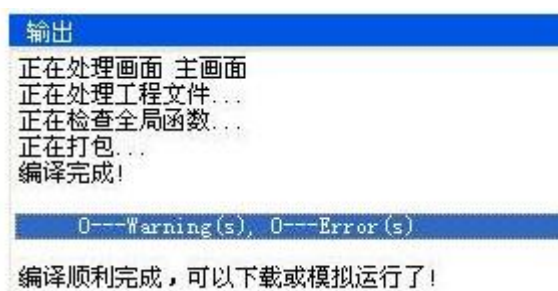 输出
正在处理画面 主画面
正在处理工程文件...
正在检查全局函数...
正在打包...
编译完成!
0---Warning(s), 0---Error(s)
编译顺利完成，可以下载或模拟运行了!